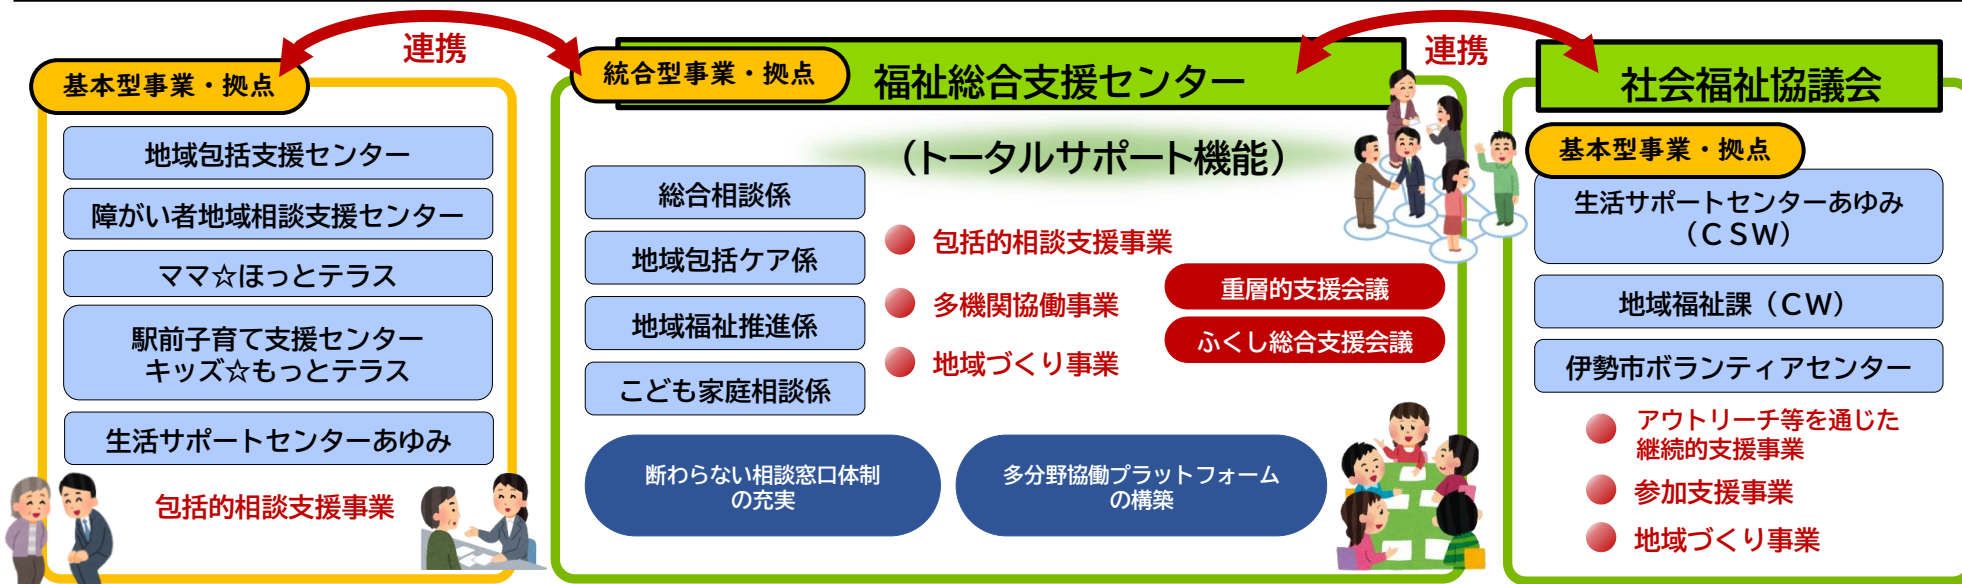 連携
基本型事業・拠点
地域包括支援センター
障がい者地域相談支援センター
ママ☆ほっとテラス
駅前子育て支援センター
キッズ☆もっとテラス
生活サポートセンターあゆみ
包括的相談支援事業
統合型事業・拠点
福祉総合支援センター
（トータルサポート機能）
総合相談係
地域包括ケア係
地域福祉推進係
こども家庭相談係
包括的相談支援事業
多機関協働事業
地域づくり事業
重層的支援会議
ふくし総合支援会議
断わらない相談窓口体制
の充実
多分野協働プラットフォーム
の構築
連携
社会福祉協議会
基本型事業・拠点
生活サポートセンターあゆみ
（ＣＳＷ）
地域福祉課（ＣＷ）
伊勢市ボランティアセンター
アウトリーチ等を通じた
継続的支援事業
参加支援事業
地域づくり事業